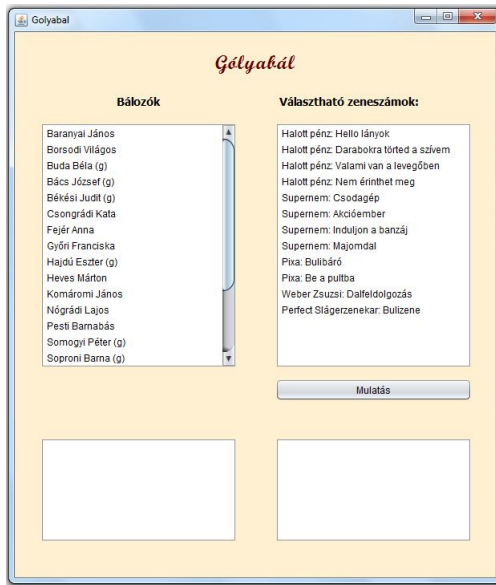 Golyabal
Gólyabál
Bálozók
Baranyai János
Borsodi Világos
Buda Béla (g)
Bács József (g)
Békési Judit (g)
Csongrádi Kata
Fejér Anna
Győri Franciska
Hajdú Eszter (g)
Heves Márton
Komáromi János
Nógrádi Lajos
Pesti Barnabás
Somogyi Péter (g)
Soproni Barna (g)
Választható zeneszámok:
Halott pénz: Hello lányok
Halott pénz: Darabokra törted a szívem
Halott pénz: Valami van a levegőben
Halott pénz: Nem érinthet meg
Supernem: Csodagép
Supernem: Akcióember
Supernem: Induljon a banzáj
Supernem: Majomdal
Pixa: Bulibáró
Pixa: Be a pultba
Weber Zsuzsi: Dalfeldolgozás
Perfect Slágerzenekar: Bulizene
Mulatás